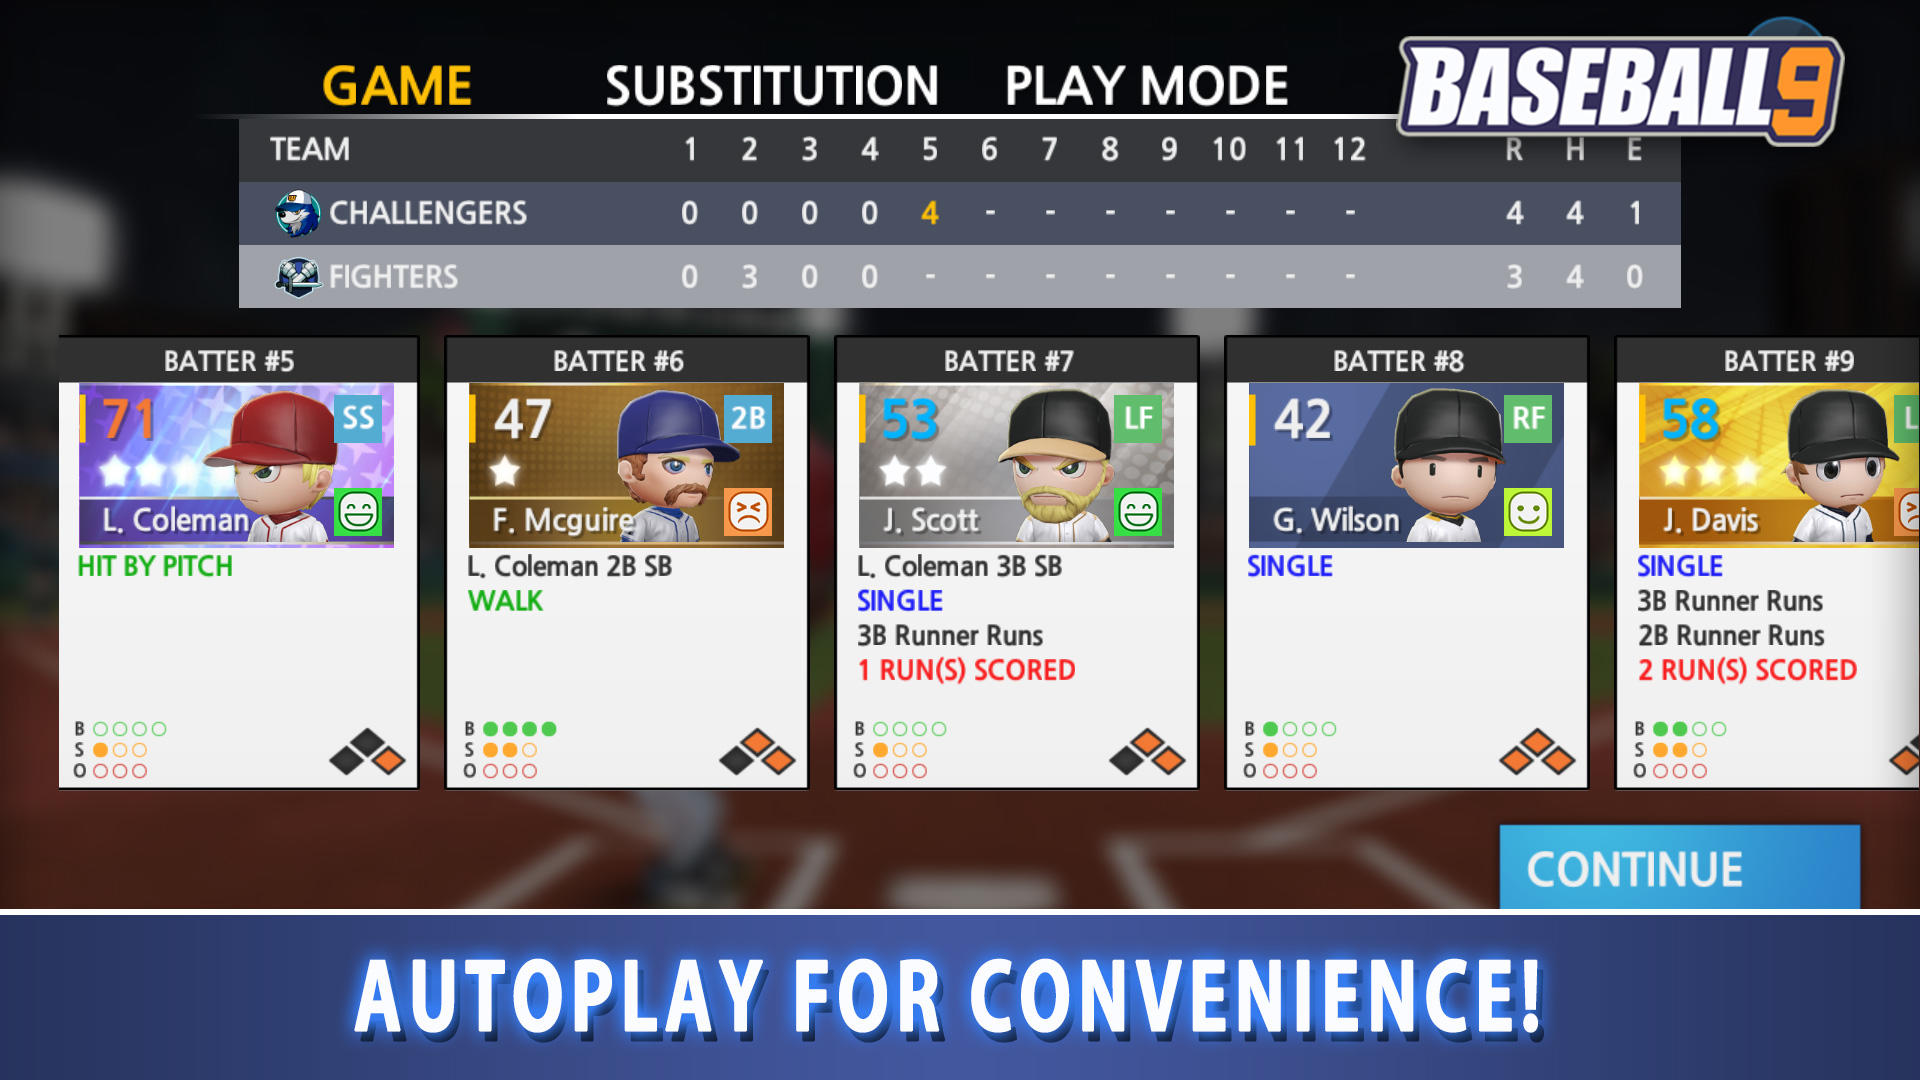 GAME SUBSTITUTION PLAY MODE BASEBALL9
TEAM 1 2 3 4 5 6 7 8 9 10 11 12 R H E
CHALLENGERS 0 0 0 0 4 - - - - - - - 4 4 1
FIGHTERS 0 3 0 0 - - - - - - - - 3 4 0
BATTER #5
71 SS
L. Coleman
HIT BY PITCH
B
S
O
BATTER #6
47 2B
F. Mcguire
L. Coleman 2B SB
WALK
B
S
O
BATTER #7
53 LF
J. Scott
L. Coleman 3B SB
SINGLE
3B Runner Runs
1 RUN(S) SCORED
B
S
O
BATTER #8
42 RF
G. Wilson
SINGLE
B
S
O
BATTER #9
58
J. Davis
SINGLE
3B Runner Runs
2B Runner Runs
2 RUN(S) SCORED
B
S
O
CONTINUE
AUTOPLAY FOR CONVENIENCE!